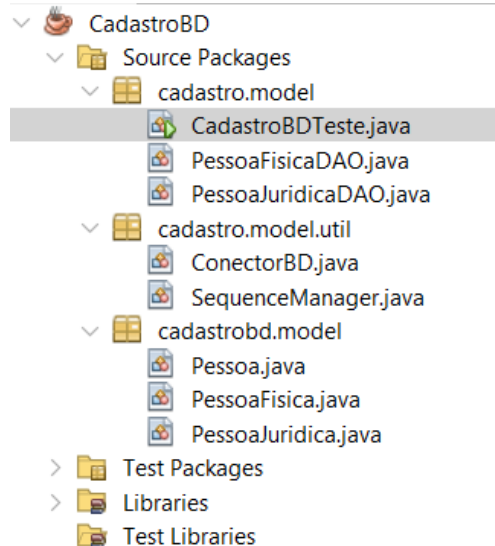 CadastroBD
Source Packages
cadastro.model
CadastroBDTeste.java
PessoaFisicaDAO.java
PessoaJuridicaDAO.java
cadastro.model.util
ConectorBD.java
SequenceManager.java
cadastrobd.model
Pessoa.java
PessoaFisica.java
PessoaJuridica.java
Test Packages
Libraries
Test Libraries